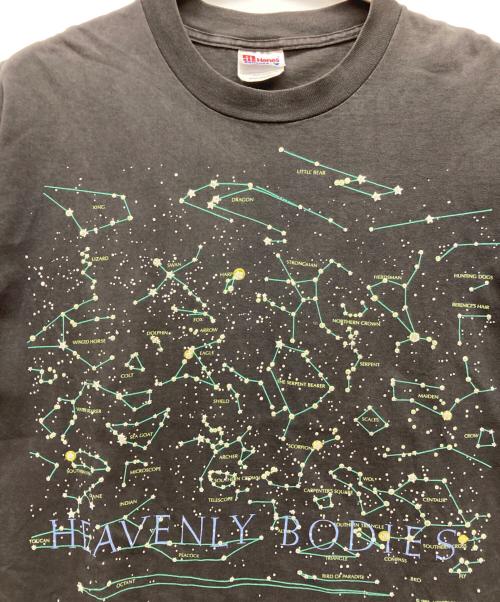 Hanes
LITTLE BEAR
KING
DRAGON
LIZARD
SWAN
HARP
STRONGMAN
HERDSMAN
HUNTING DOGS
BERENICE'S HAIR
FOX
NORTHERN CROWN
ARROW
DOLPHIN
WINGED HORSE
EAGLE
SERPENT
COLT
THE SERPENT BEARER
MAIDEN
SHIELD
SCALES
SEA GOAT
CROW
ARCHER
SCORPION
MICROSCOPE
SOUTHERN CROWN
WOLF
CARPENTER'S SQUARE
CENTAUR
TELESCOPE
INDIAN
HEAVENLY BODIES
SOUTHERN TRIANGLE
TOUCAN
SOUTHERN CROSS
PEACOCK
TRIANGLE
COMPASS
FLY
BIRD OF PARADISE
OCTANT